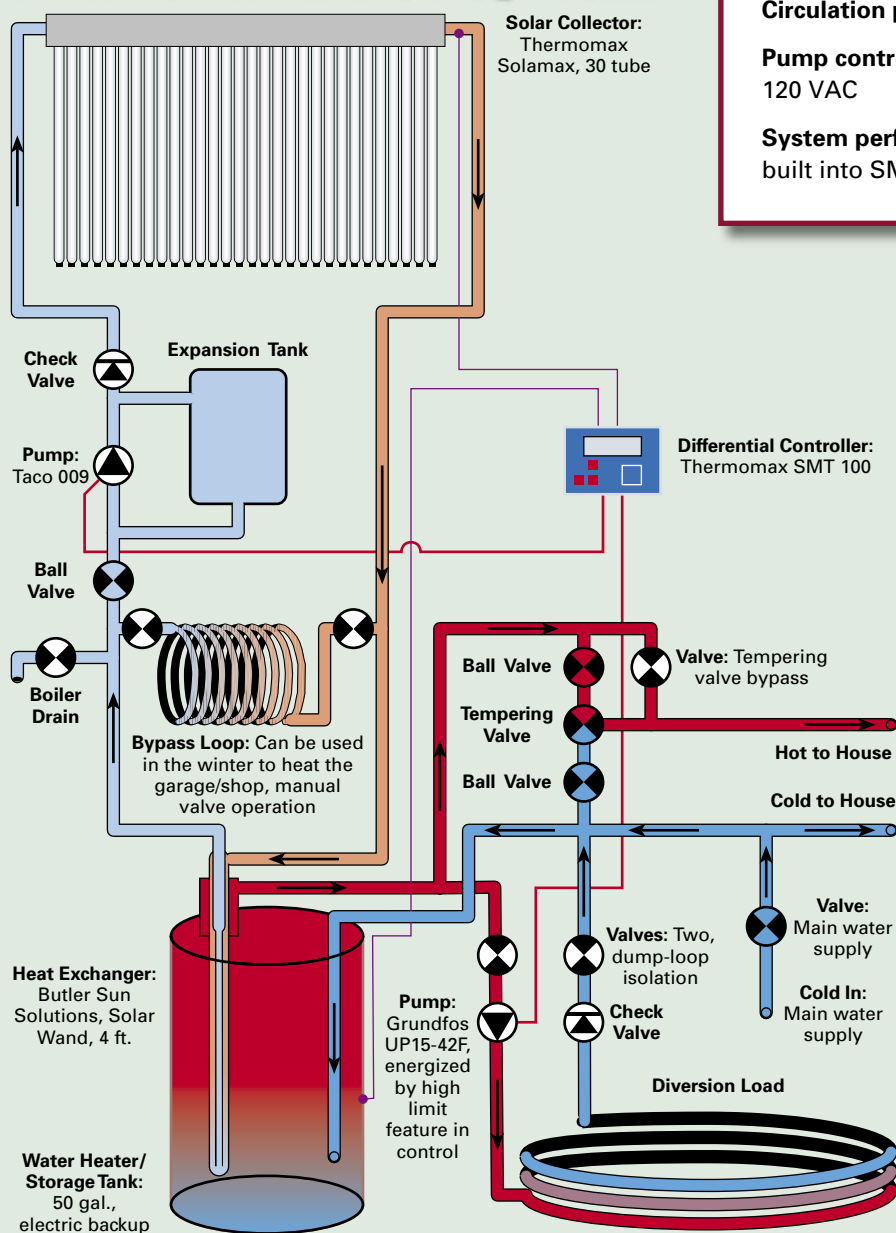 Solar Collector:
Thermomax
Solamax, 30 tube
Circulation
Pump
120 VAC
System
built into
Check
Valve
Expansion Tank
Pump:
Taco 009
Differential Controller:
Thermomax SMT 100
Ball
Valve
Boiler
Drain
Bypass Loop: Can be used
in the winter to heat the
garage/shop, manual
valve operation
Ball Valve
Valve: Tempering
valve bypass
Tempering
Valve
Hot to House
Ball Valve
Cold to House
Heat Exchanger:
Butler Sun
Solutions, Solar
Wand, 4 ft.
Pump:
Grundfos
UP15-42F,
energized
by high
limit
feature in
control
Valves: Two,
dump-loop
isolation
Check
Valve
Valve:
Main water
supply
Cold In:
Main water
supply
Diversion Load
Water Heater/
Storage Tank:
50 gal.,
electric backup